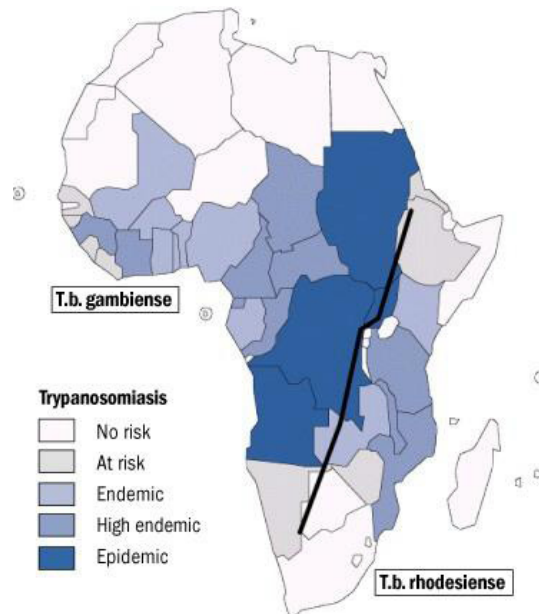 T.b. gambiense
Trypanosomiasis
No risk
At risk
Endemic
High endemic
Epidemic
T.b. rhodesiense